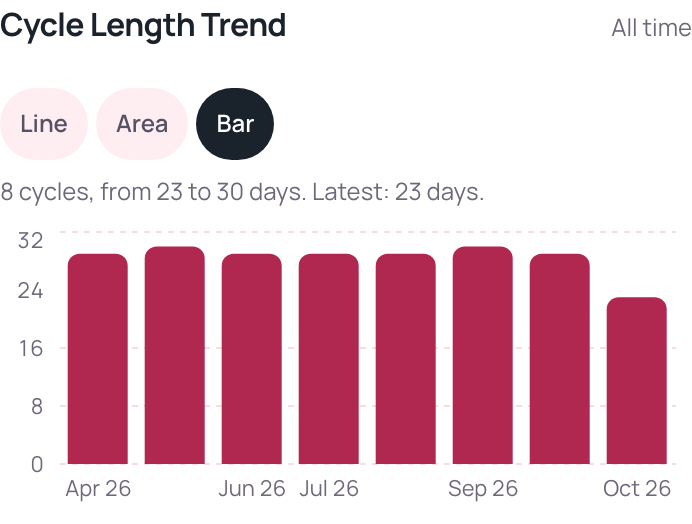 Cycle Length Trend
All time
Line Area Bar
8 cycles, from 23 to 30 days. Latest: 23 days.
32
24
16
8
0
Apr 26 Jun 26 Jul 26 Sep 26 Oct 26